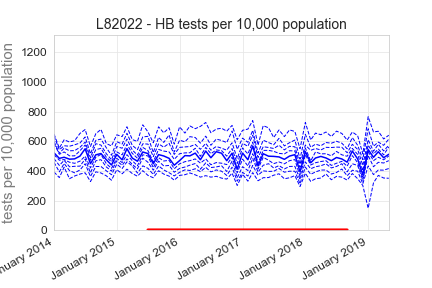 L82022 - HB tests per 10,000 population
tests per 10,000 population
1200
1000
800
600
400
200
0
nuary 2014
January 2015
January 2016
January 2017
January 2018
January 2019